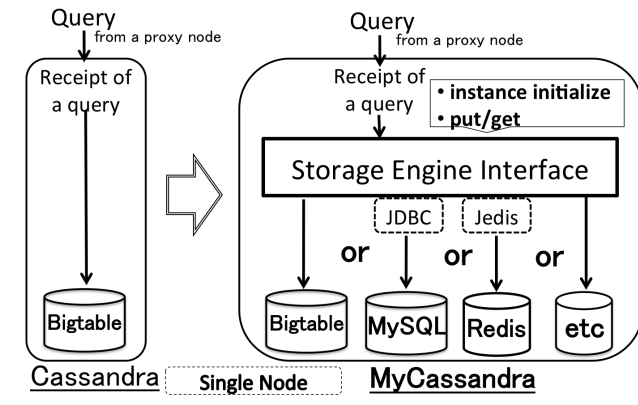 Query
from a proxy node
Receipt of
a query
Bigtable
Cassandra
Single Node
Query
from a proxy node
Receipt of
a query
• instance initialize
• put/get
Storage Engine Interface
JDBC
Jedis
or
or
or
Bigtable
MySQL
Redis
etc
MyCassandra